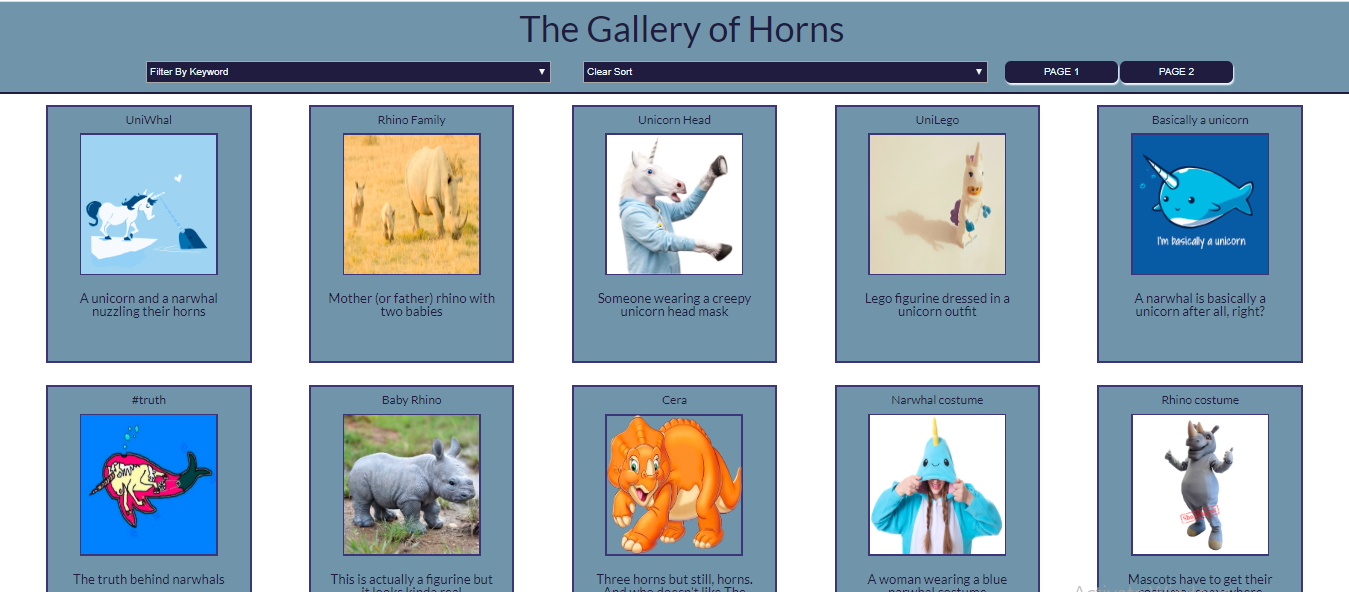 The Gallery of Horns
Filter By Keyword
Clear Sort
PAGE 1
PAGE 2
UniWhal
Rhino Family
Unicorn Head
UniLego
Basically a unicorn
I'm basically a unicorn
A unicorn and a narwhal
nuzzling their horns
Mother (or father) rhino with
two babies
Someone wearing a creepy
unicorn head mask
Lego figurine dressed in a
unicorn outfit
A narwhal is basically a
unicorn after all, right?
#truth
Baby Rhino
Cera
Narwhal costume
Rhino costume
The truth behind narwhals
This is actually a figurine but
it looks kinda real
Three horns but still, horns.
And who doesn't like The
A woman wearing a blue
narwhal costume
Mascots have to get their